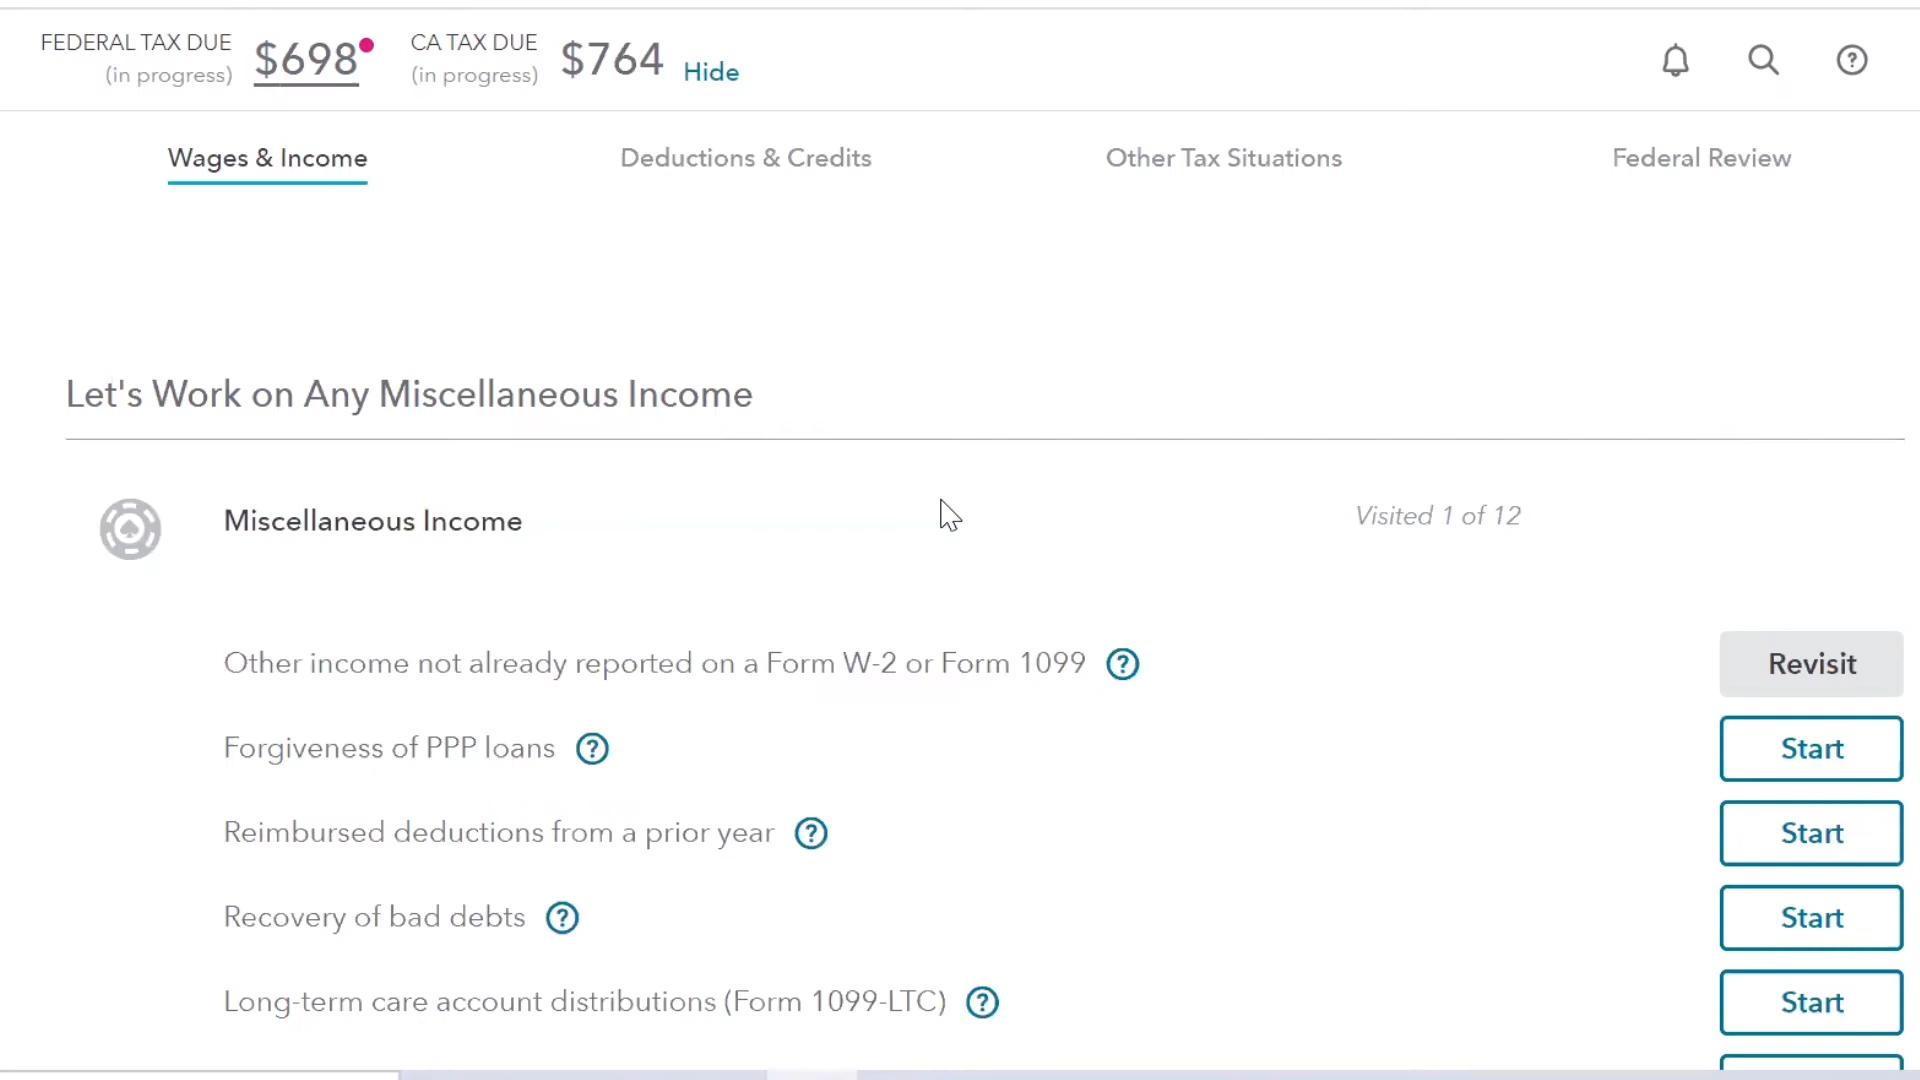 FEDERAL TAX DUE
(in progress)
$698
CA TAX DUE
(in progress)
$764
Hide
Wages & Income
Deductions & Credits
Other Tax Situations
Federal Review
Let's Work on Any Miscellaneous Income
Miscellaneous Income
Visited 1 of 12
Other income not already reported on a Form W-2 or Form 1099
Revisit
Forgiveness of PPP loans
Start
Reimbursed deductions from a prior year
Start
Recovery of bad debts
Start
Long-term care account distributions (Form 1099-LTC)
Start